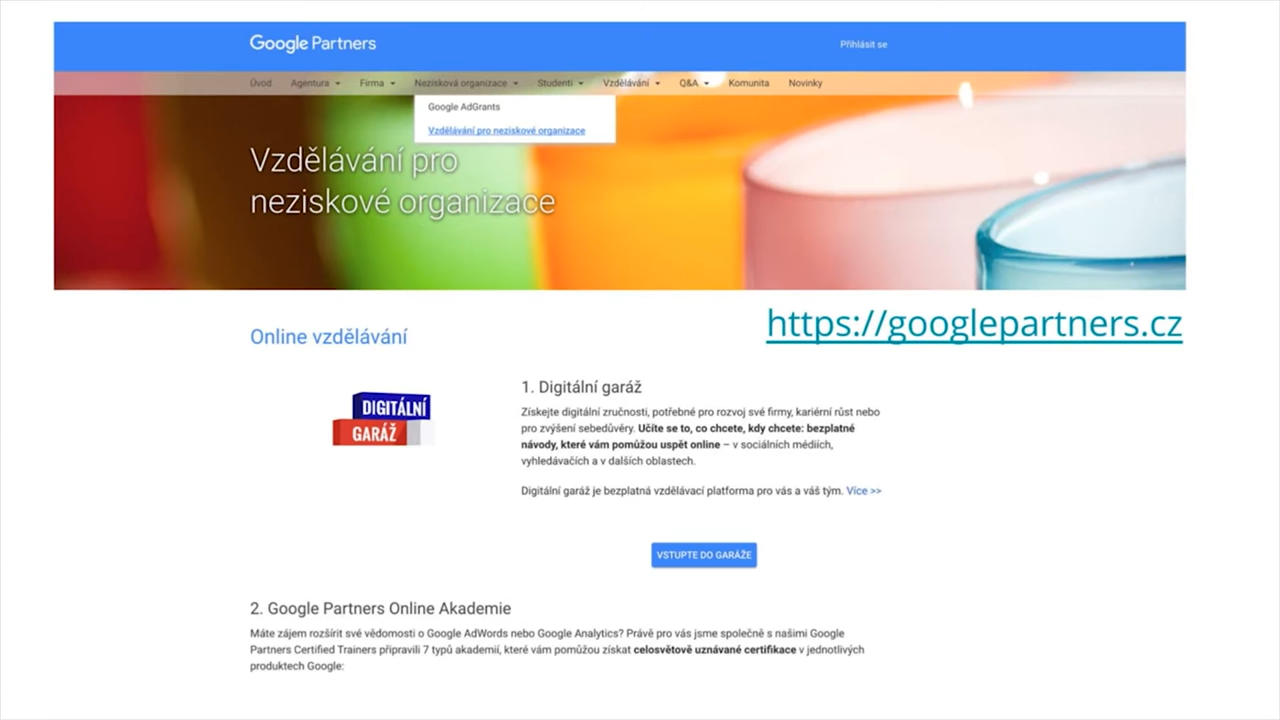 Google Partners
Přihlásit se
Úvod Agentura Firma Nezisková organizace Studenti Vzdělávání Q&A Komunita Novinky
Google AdGrants
Vzdělávání pro neziskové organizace
Vzdělávání pro
neziskové organizace
https://googlepartners.cz
Online vzdělávání
DIGITÁLNÍ
GARÁŽ
1. Digitální garáž
Získejte digitální zručnosti, potřebné pro rozvoj své firmy, kariérní růst nebo
pro zvýšení sebedůvěry. Učíte se to, co chcete, kdy chcete: bezplatné
návody, které vám pomůžou uspět online – v sociálních médiích,
vyhledávačích a v dalších oblastech.
Digitální garáž je bezplatná vzdělávací platforma pro vás a váš tým. Více >>
VSTUPTE DO GARÁŽE
2. Google Partners Online Akademie
Máte zájem rozšírit své vědomosti o Google AdWords nebo Google Analytics? Právě pro vás jsme společně s našimi Google
Partners Certified Trainers připravili 7 typů akademií, které vám pomůžou získat celosvětově uznávané certifikace v jednotlivých
produktech Google: